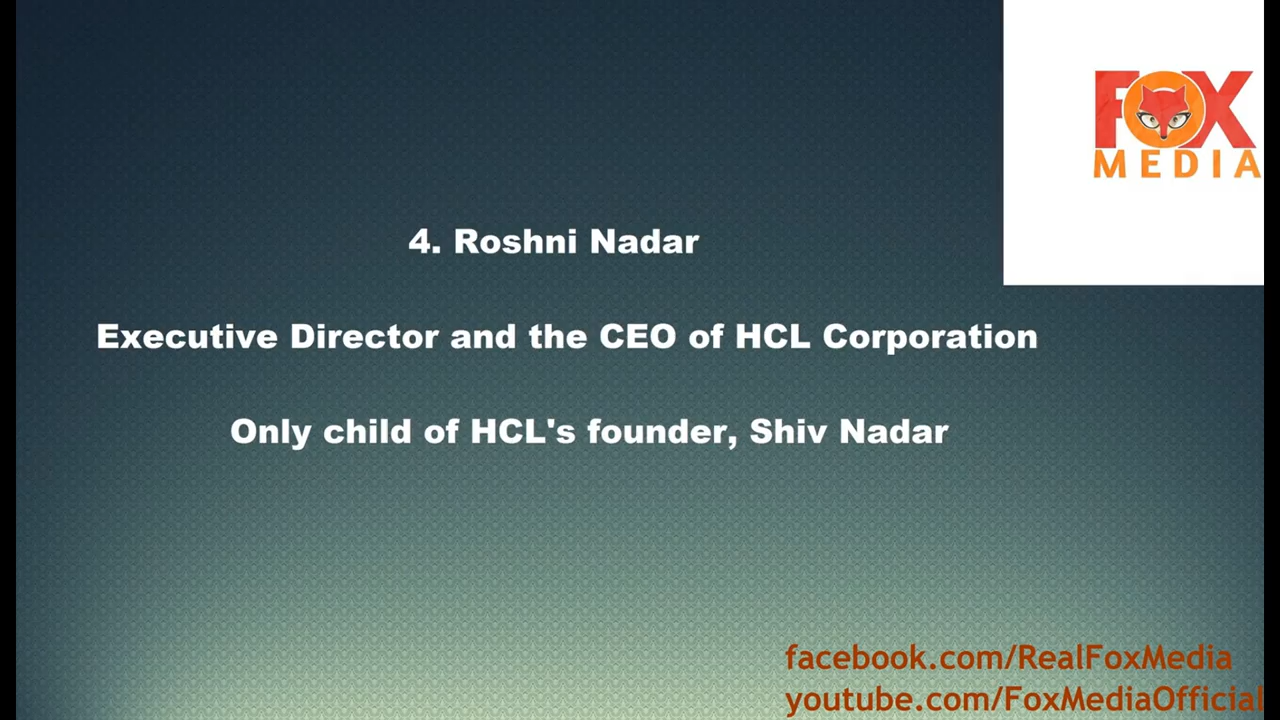 FOX
MEDIA
4. Roshni Nadar
Executive Director and the CEO of HCL Corporation
Only child of HCL's founder, Shiv Nadar
facebook.com/RealFoxMedia
youtube.com/FoxMediaOfficial